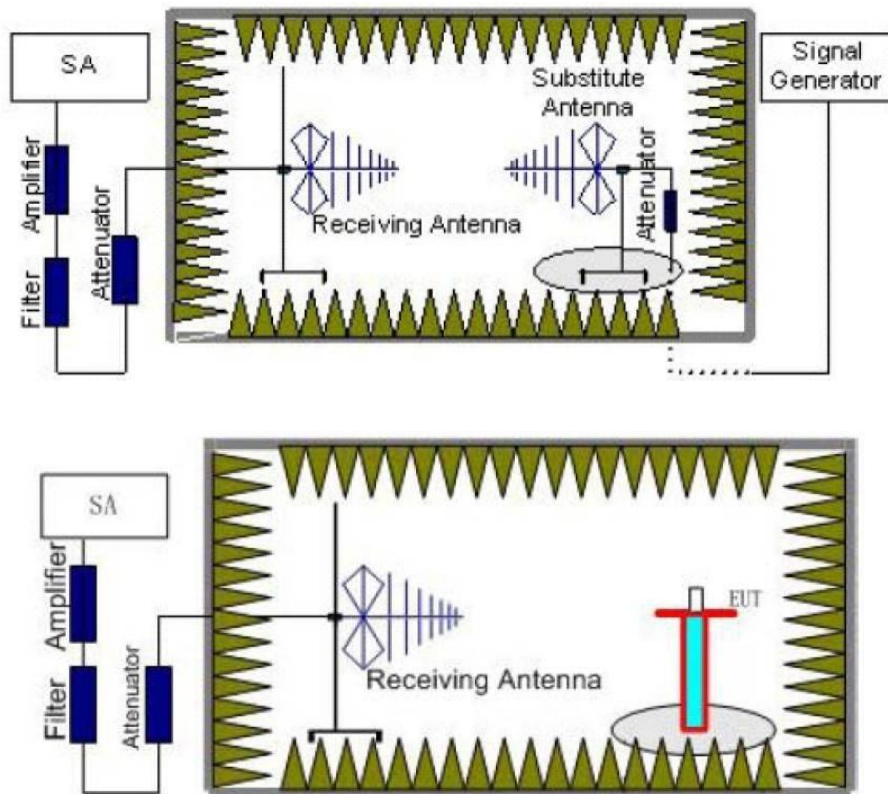 SA
Signal
Generator
Substitute
Antenna
Amplifier
Attenuator
Receiving Antenna
Attenuator
Filter
SA
Amplifier
EUT
Receiving Antenna
Filter
Attenuator